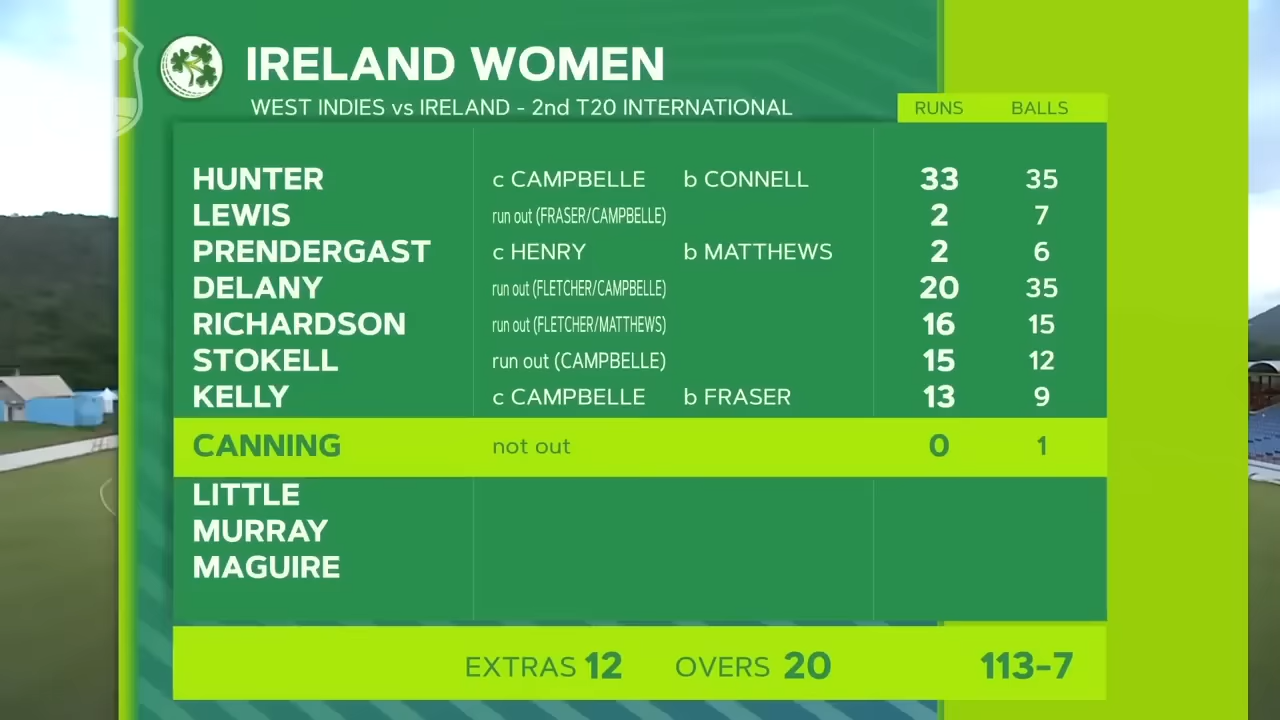 IRELAND WOMEN
WEST INDIES vs IRELAND - 2nd T20 INTERNATIONAL
RUNS BALLS
HUNTER c CAMPBELLE b CONNELL 33 35
LEWIS run out (FRASER/CAMPBELLE) 2 7
PRENDERGAST c HENRY b MATTHEWS 2 6
DELANY run out (FLETCHER/CAMPBELLE) 20 35
RICHARDSON run out (FLETCHER/MATTHEWS) 16 15
STOKELL run out (CAMPBELLE) 15 12
KELLY c CAMPBELLE b FRASER 13 9
CANNING not out 0 1
LITTLE
MURRAY
MAGUIRE
EXTRAS 12 OVERS 20 113-7